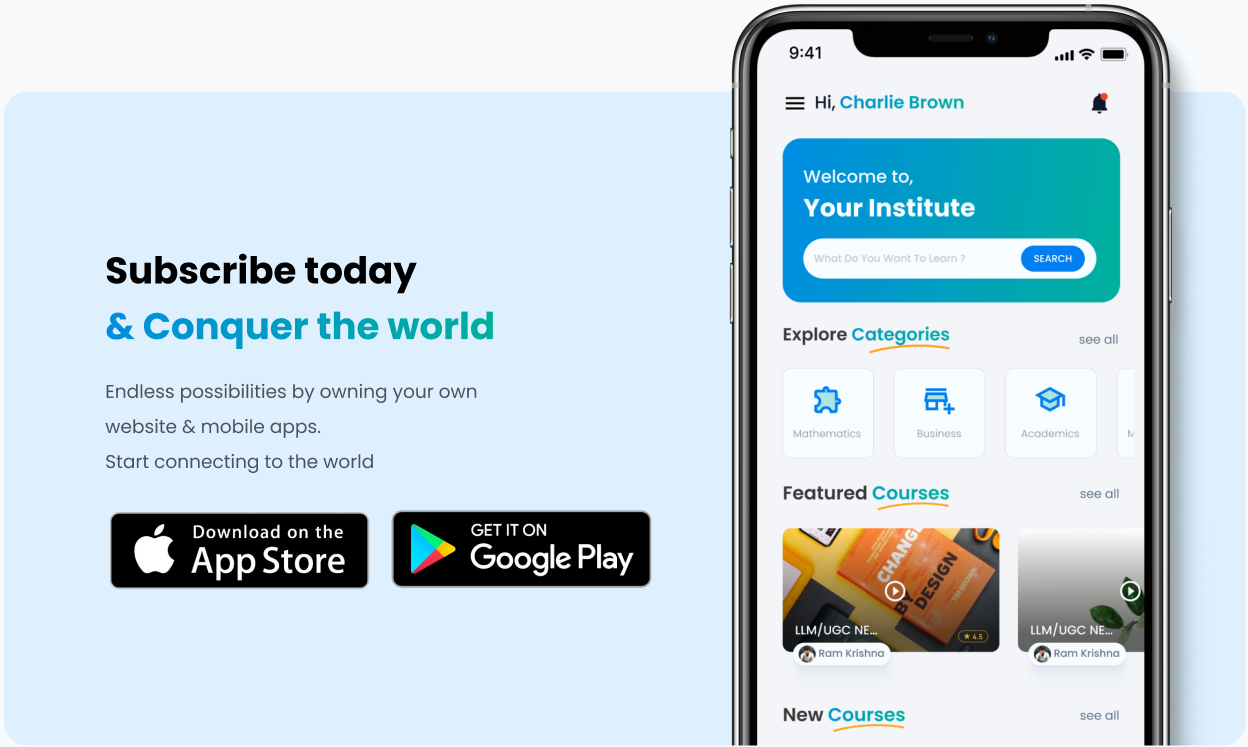 Subscribe today
& Conquer the world
Endless possibilities by owning your own
website & mobile apps.
Start connecting to the world
Download on the
App Store
GET IT ON
Google Play
9:41
Hi, Charlie Brown
Welcome to,
Your Institute
What Do You Want To Learn ?
SEARCH
Explore Categories
see all
Mathematics
Business
Academics
M
Featured Courses
see all
CHANGE
BY DESIGN
TIM BROWN
LLM/UGC NE...
★ 4.5
Ram Krishna
LLM/UGC NE...
Ram Krishna
New Courses
see all